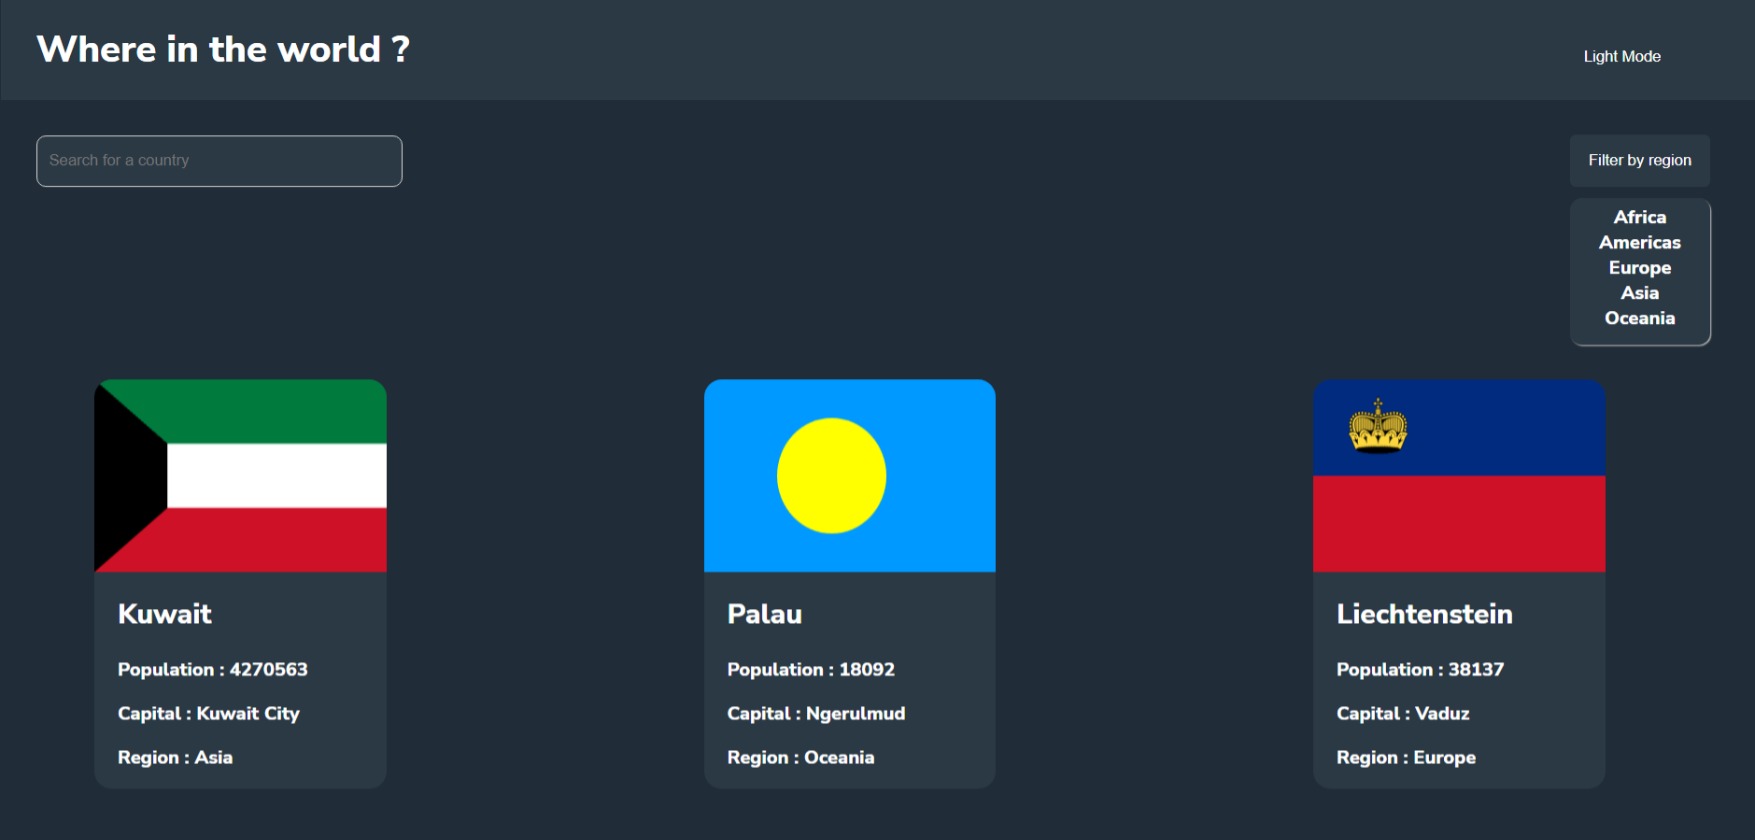 Where in the world ?
Light Mode
Search for a country
Filter by region
Africa
Americas
Europe
Asia
Oceania
Kuwait
Population : 4270563
Capital : Kuwait City
Region : Asia
Palau
Population : 18092
Capital : Ngerulmud
Region : Oceania
Liechtenstein
Population : 38137
Capital : Vaduz
Region : Europe